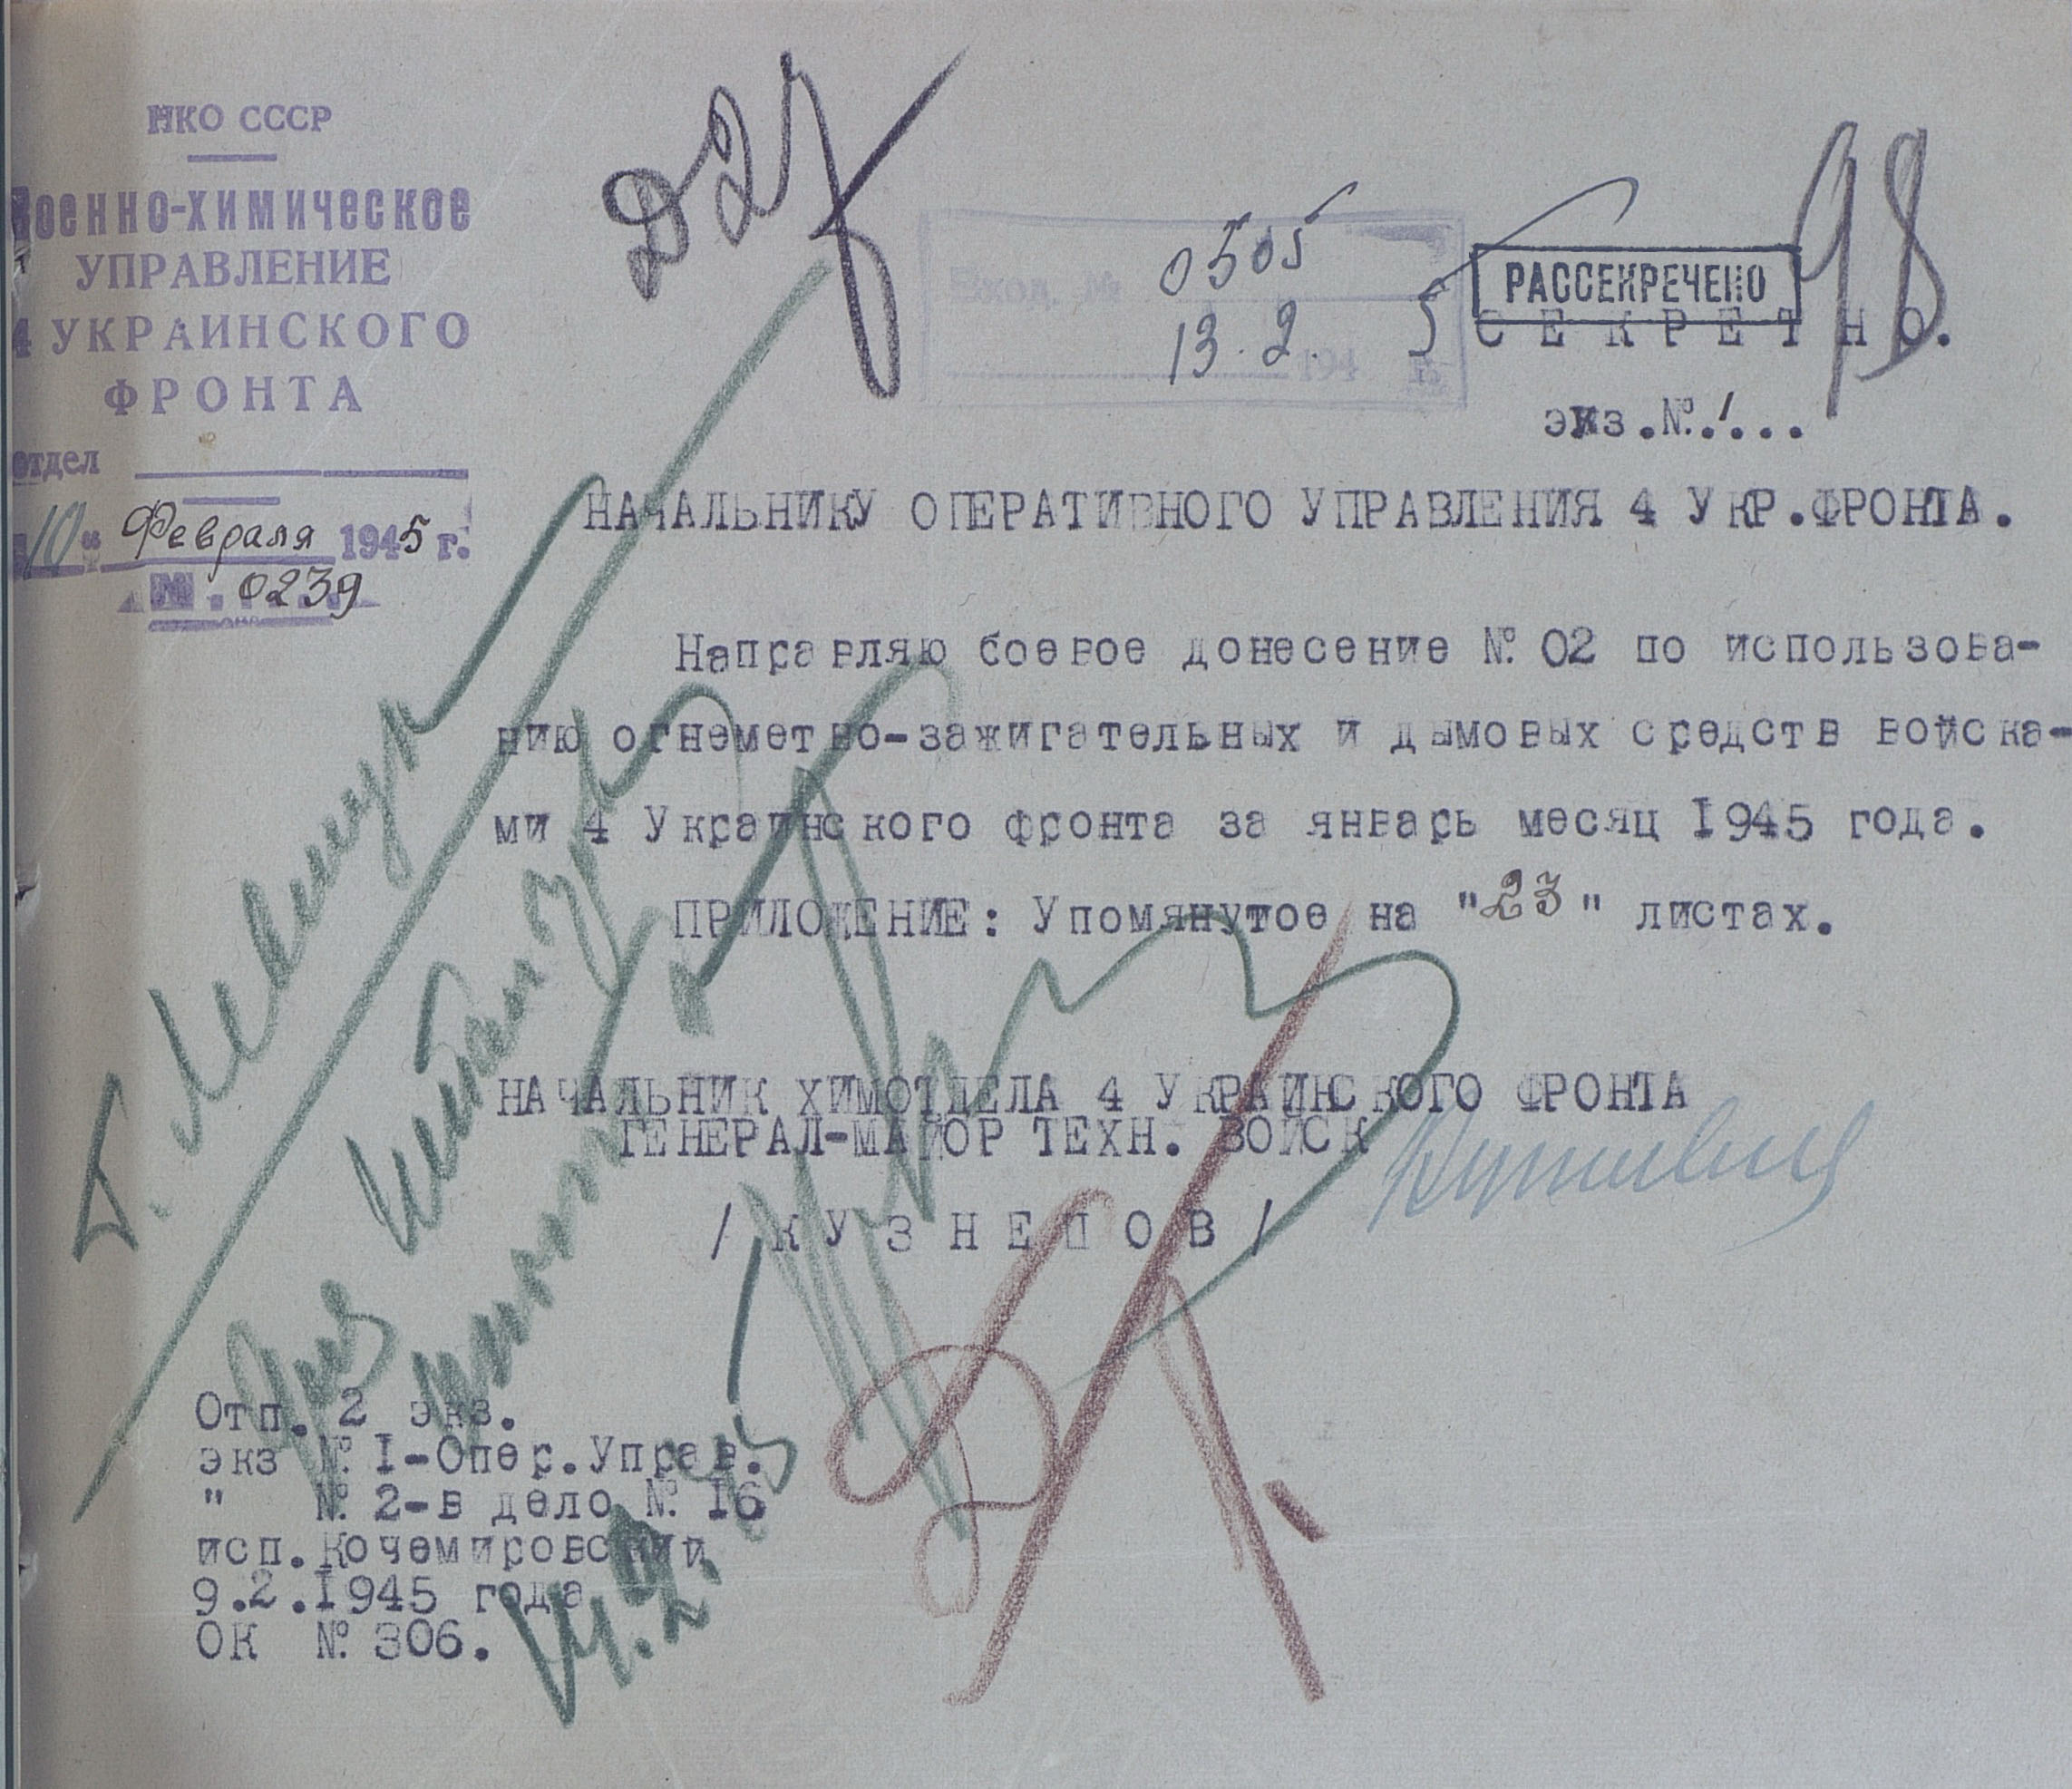 НКО СССР
Военно-химическое
УПРАВЛЕНИЕ
4 УКРАИНСКОГО
ФРОНТА
отдел
"10" Февраля 1945 г.
№ 0239
Вход. № 0505
13.2. 1945 г.
98
РАССЕКРЕЧЕНО
СЕКРЕТНО.
экз.№.1...
НАЧАЛЬНИКУ ОПЕРАТИВНОГО УПРАВЛЕНИЯ 4 УКР.ФРОНТА.
Направляю боевое донесение № 02 по использова-
нию огнеметно-зажигательных и дымовых средств войска-
ми 4 Украинского фронта за январь месяц 1945 года.
ПРИЛОЖЕНИЕ: Упомянутое на "23" листах.
НАЧАЛЬНИК ХИМОТДЕЛА 4 УКРАИНСКОГО ФРОНТА
ГЕНЕРАЛ-МАЙОР ТЕХН. ВОЙСК
/ КУЗНЕЦОВ /
Отп. 2 экз.
экз № 1-Опер.Управ.
" № 2-в дело № 16
исп.Кочемировский
9.2.1945 года
ОК № 306.